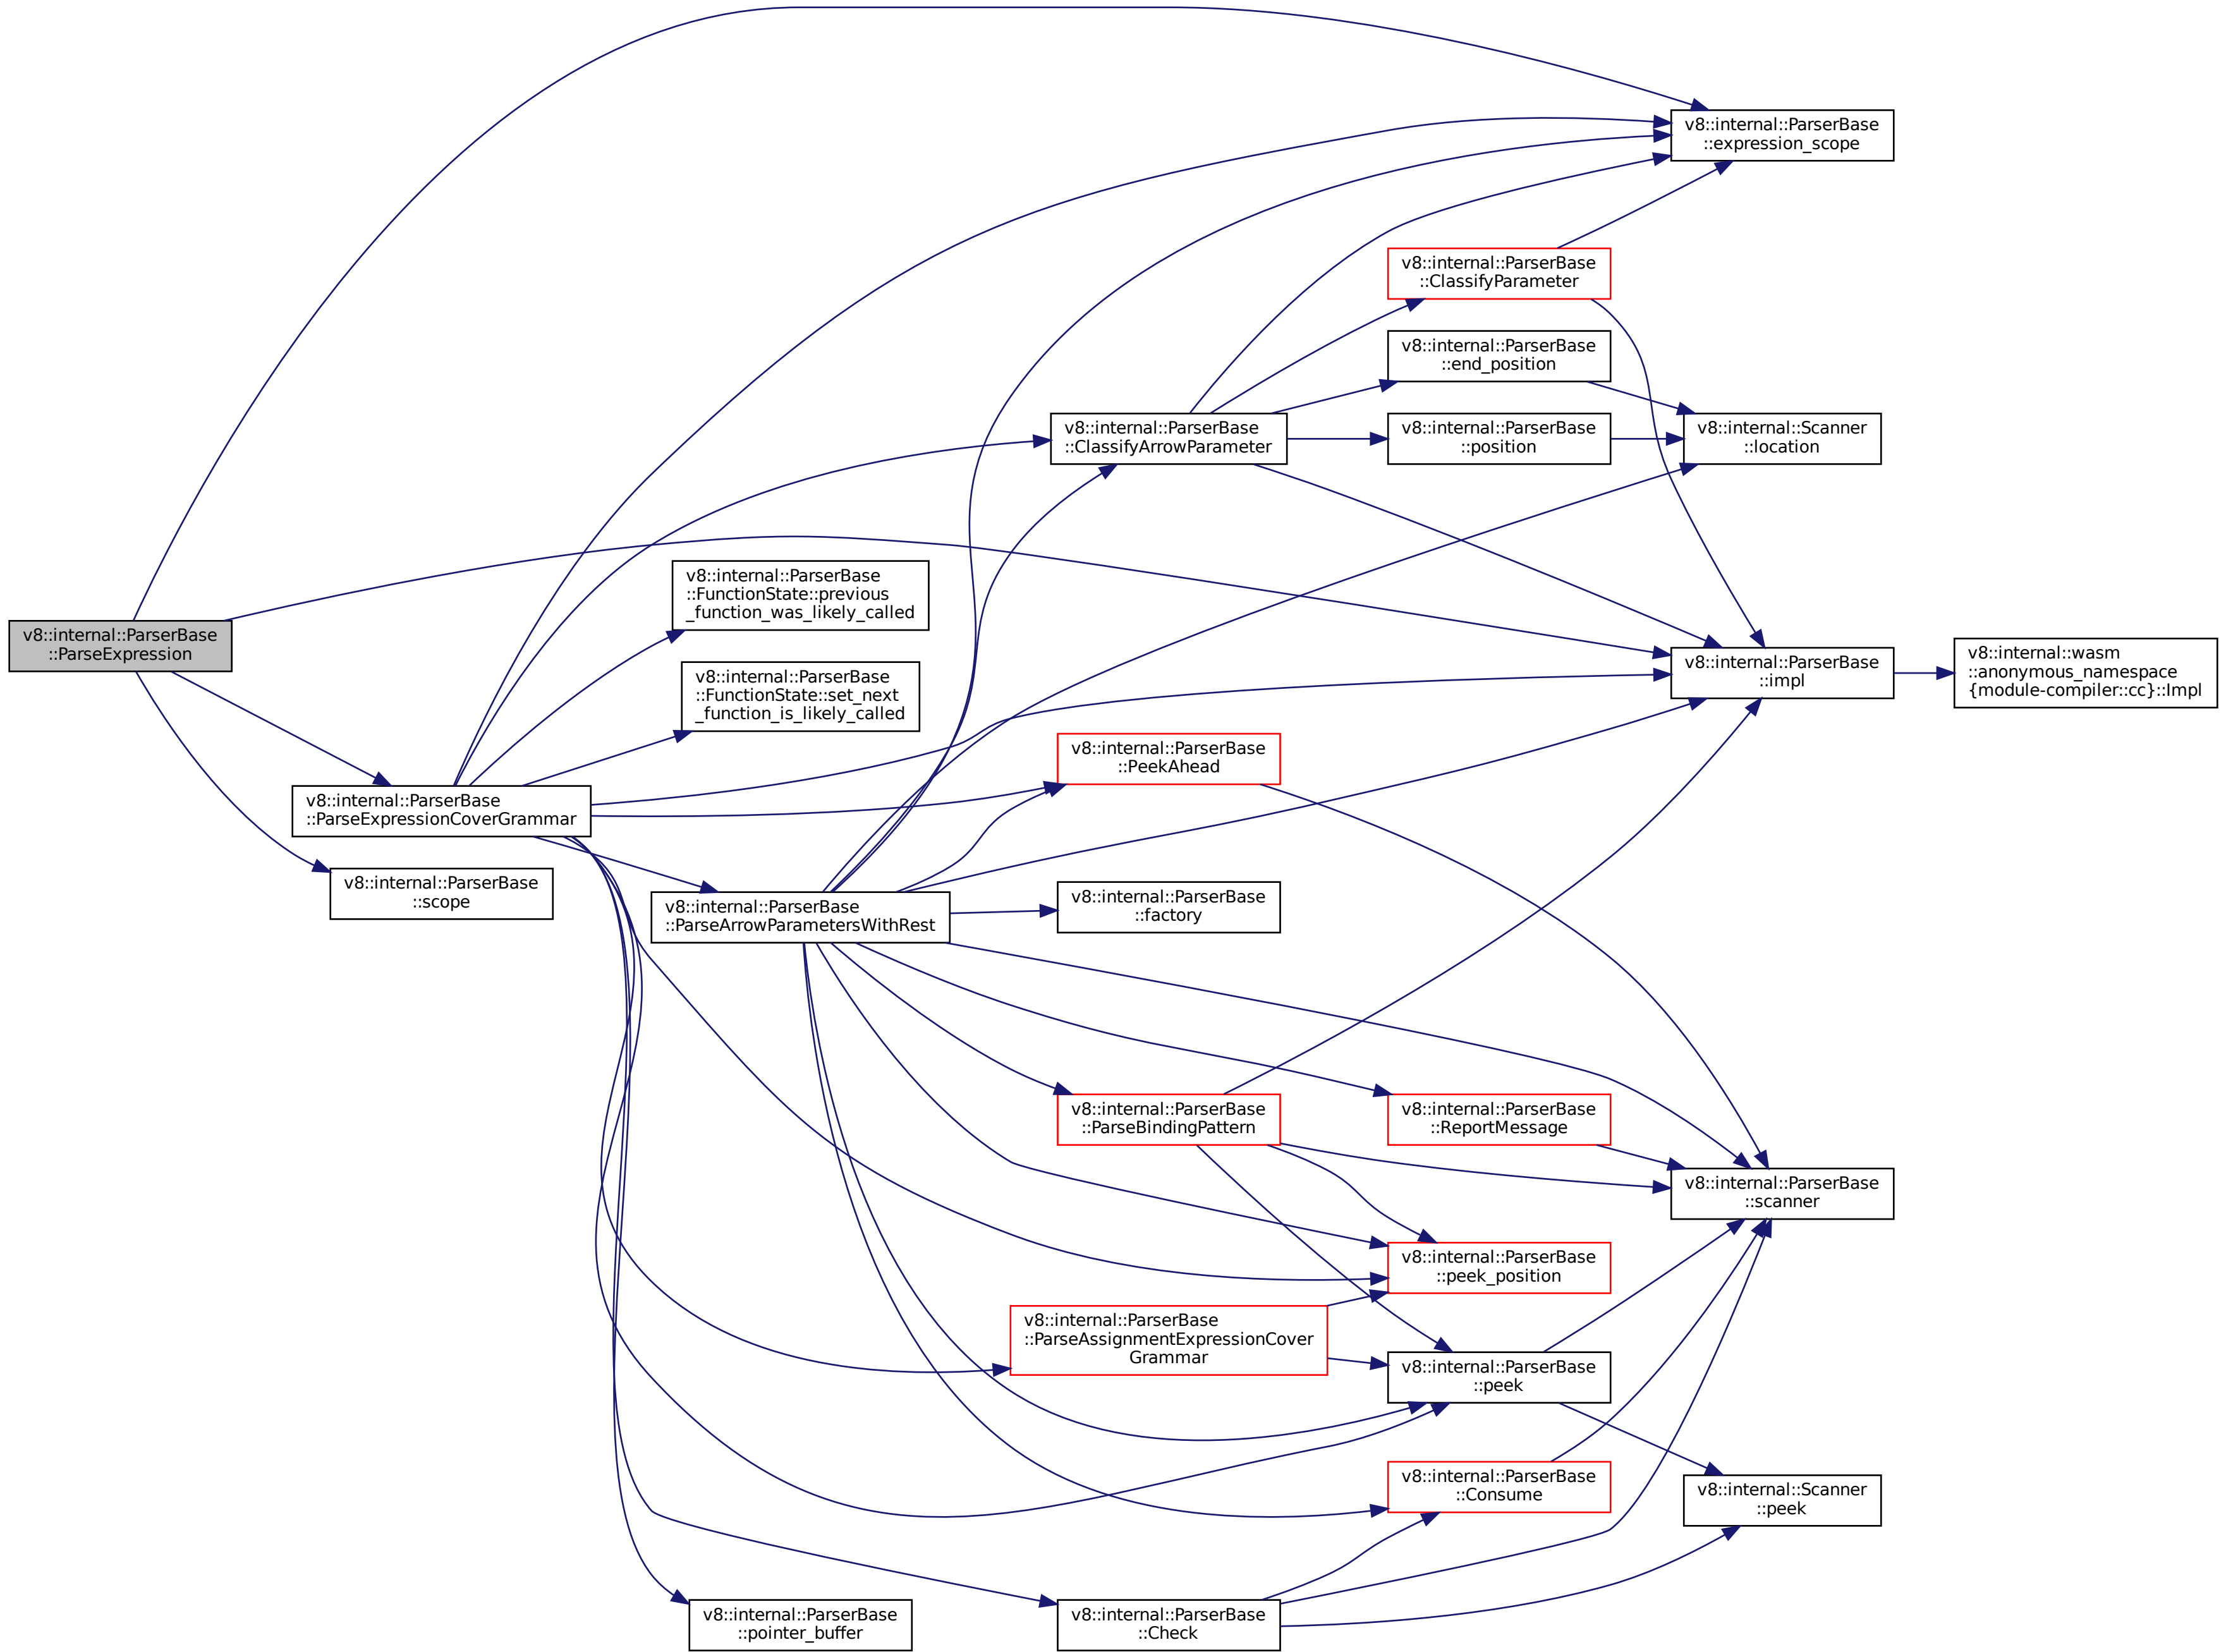 v8::internal::ParserBase
::expression_scope
v8::internal::ParserBase
::ClassifyParameter
v8::internal::ParserBase
::end_position
v8::internal::ParserBase
::ClassifyArrowParameter
v8::internal::ParserBase
::position
v8::internal::Scanner
::location
v8::internal::ParserBase
::FunctionState::previous
_function_was_likely_called
v8::internal::ParserBase
::ParseExpression
v8::internal::ParserBase
::FunctionState::set_next
_function_is_likely_called
v8::internal::ParserBase
::impl
v8::internal::wasm
::anonymous_namespace
{module-compiler::cc}::Impl
v8::internal::ParserBase
::PeekAhead
v8::internal::ParserBase
::ParseExpressionCoverGrammar
v8::internal::ParserBase
::scope
v8::internal::ParserBase
::ParseArrowParametersWithRest
v8::internal::ParserBase
::factory
v8::internal::ParserBase
::ParseBindingPattern
v8::internal::ParserBase
::ReportMessage
v8::internal::ParserBase
::scanner
v8::internal::ParserBase
::peek_position
v8::internal::ParserBase
::ParseAssignmentExpressionCover
Grammar
v8::internal::ParserBase
::peek
v8::internal::ParserBase
::Consume
v8::internal::Scanner
::peek
v8::internal::ParserBase
::pointer_buffer
v8::internal::ParserBase
::Check